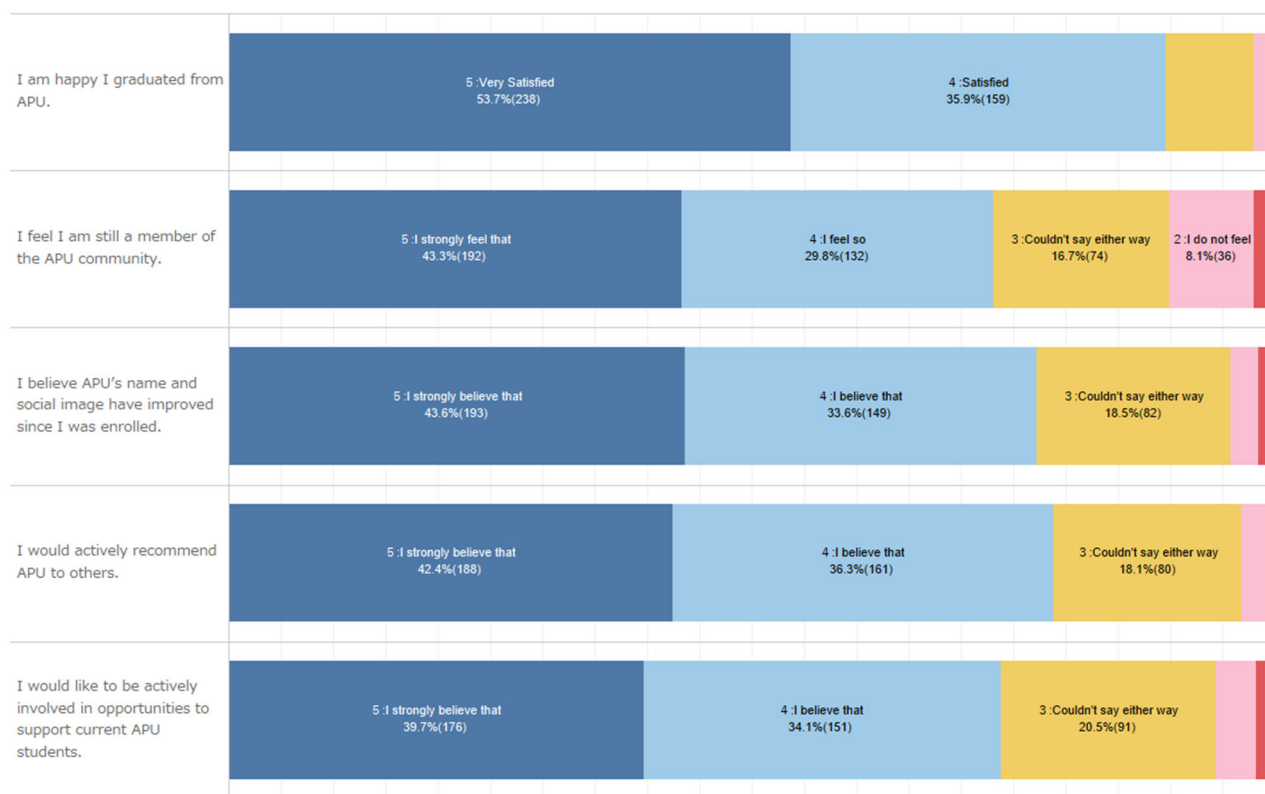 I am happy I graduated from
APU.
5 :Very Satisfied
53.7%(238)
4 :Satisfied
35.9%(159)
I feel I am still a member of
the APU community.
5 :I strongly feel that
43.3%(192)
4 :I feel so
29.8%(132)
3 :Couldn't say either way
16.7%(74)
2 :I do not feel
8.1%(36)
I believe APU's name and
social image have improved
since I was enrolled.
5 :I strongly believe that
43.6%(193)
4 :I believe that
33.6%(149)
3 :Couldn't say either way
18.5%(82)
I would actively recommend
APU to others.
5 :I strongly believe that
42.4%(188)
4 :I believe that
36.3%(161)
3 :Couldn't say either way
18.1%(80)
I would like to be actively
involved in opportunities to
support current APU
students.
5 :I strongly believe that
39.7%(176)
4 :I believe that
34.1%(151)
3 :Couldn't say either way
20.5%(91)